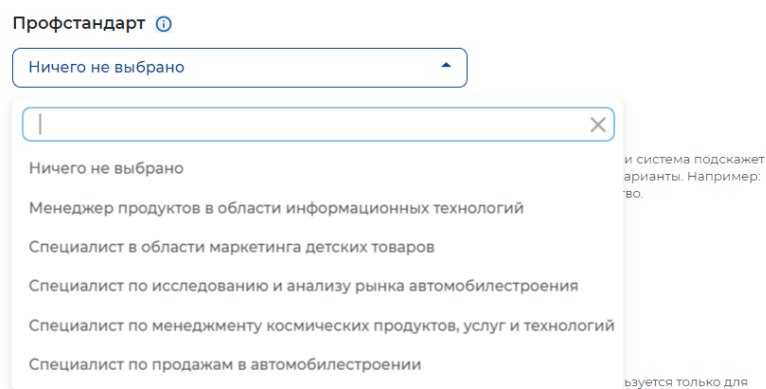 Профстандарт
Ничего не выбрано
Ничего не выбрано
и система подскажет
арианты. Например:
тво.
Менеджер продуктов в области информационных технологий
Специалист в области маркетинга детских товаров
Специалист по исследованию и анализу рынка автомобилестроения
Специалист по менеджменту космических продуктов, услуг и технологий
Специалист по продажам в автомобилестроении
ьзуется только для